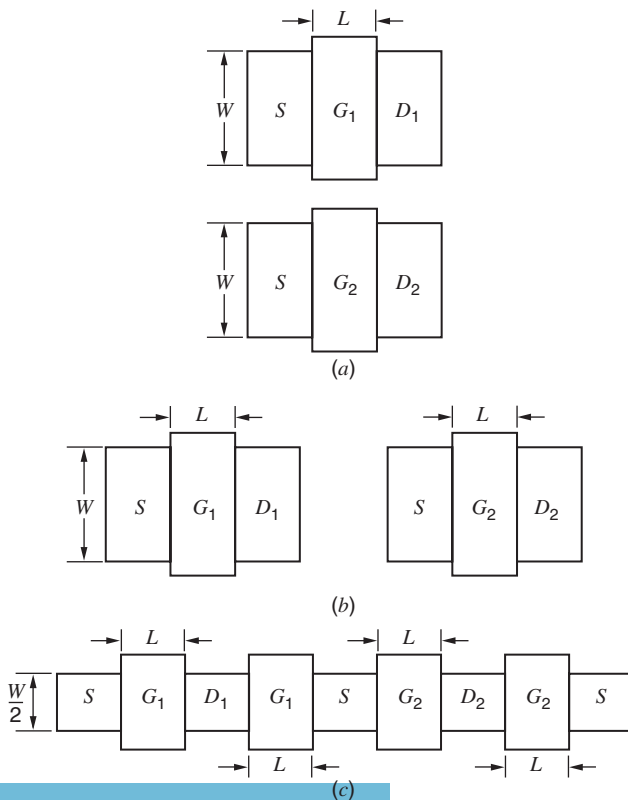 L
W S G1 D1
W S G2 D2
(a)
L L
W S G1 D1 S G2 D2
(b)
L L
W/2 S G1 D1 G1 S G2 D2 G2 S
L L
(c)